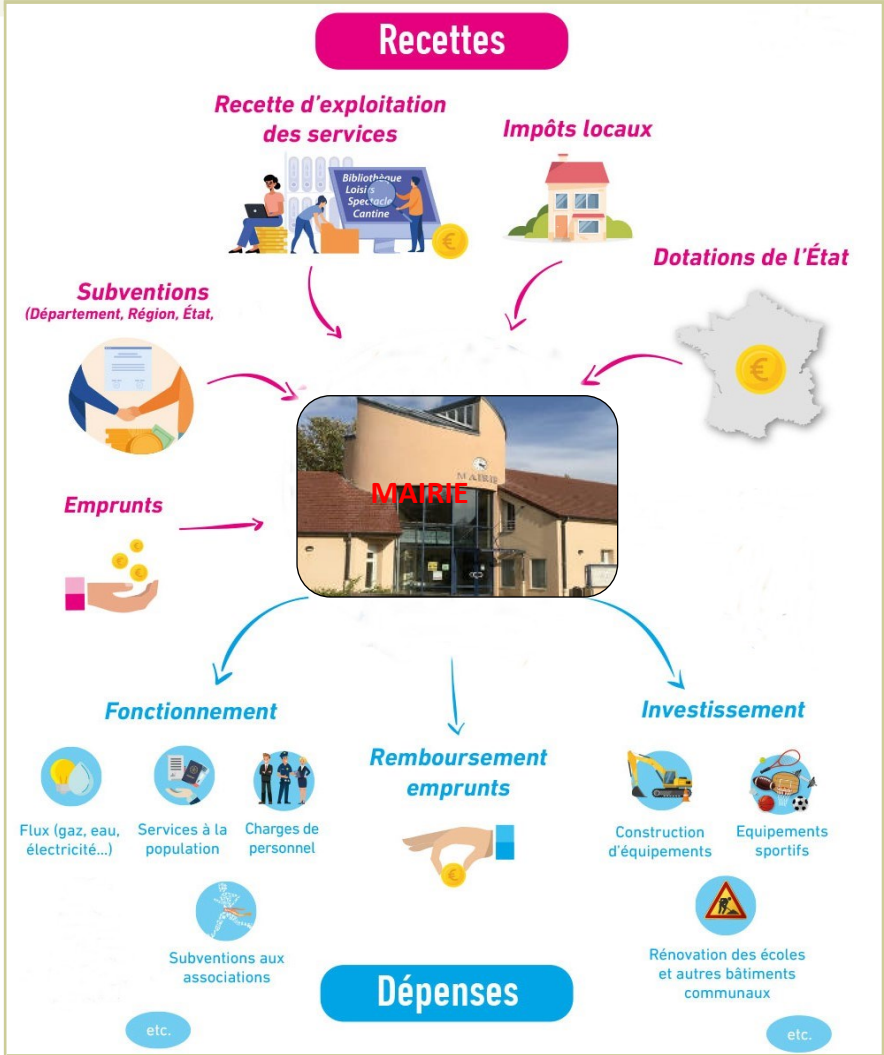 Recettes
Recette d'exploitation
des services
Impôts locaux
Bibliothèque
Loisirs
Spectacle
Cantine
Dotations de l'État
Subventions
(Département, Région, État,
MAIRIE
MAIRIE
Emprunts
Fonctionnement
Investissement
Remboursement
emprunts
Flux (gaz, eau,
électricité...)
Services à la
population
Charges de
personnel
Construction
d'équipements
Equipements
sportifs
Subventions aux
associations
Rénovation des écoles
et autres bâtiments
communaux
Dépenses
etc.
etc.